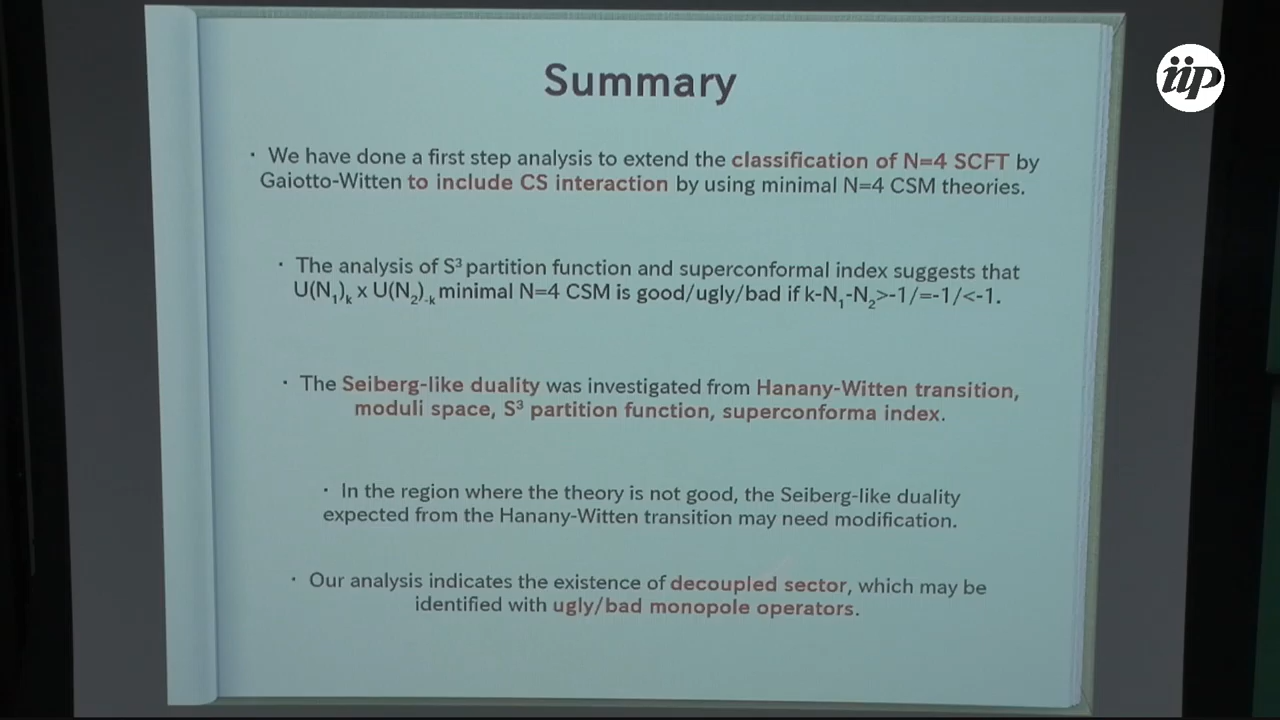 Summary
iip
· We have done a first step analysis to extend the classification of N=4 SCFT by
Gaiotto-Witten to include CS interaction by using minimal N=4 CSM theories.
· The analysis of S³ partition function and superconformal index suggests that
U(N₁)ₖ x U(N₂)₋ₖ minimal N=4 CSM is good/ugly/bad if k-N₁-N₂>-1/=-1/<-1.
· The Seiberg-like duality was investigated from Hanany-Witten transition,
moduli space, S³ partition function, superconforma index.
· In the region where the theory is not good, the Seiberg-like duality
expected from the Hanany-Witten transition may need modification.
· Our analysis indicates the existence of decoupled sector, which may be
identified with ugly/bad monopole operators.